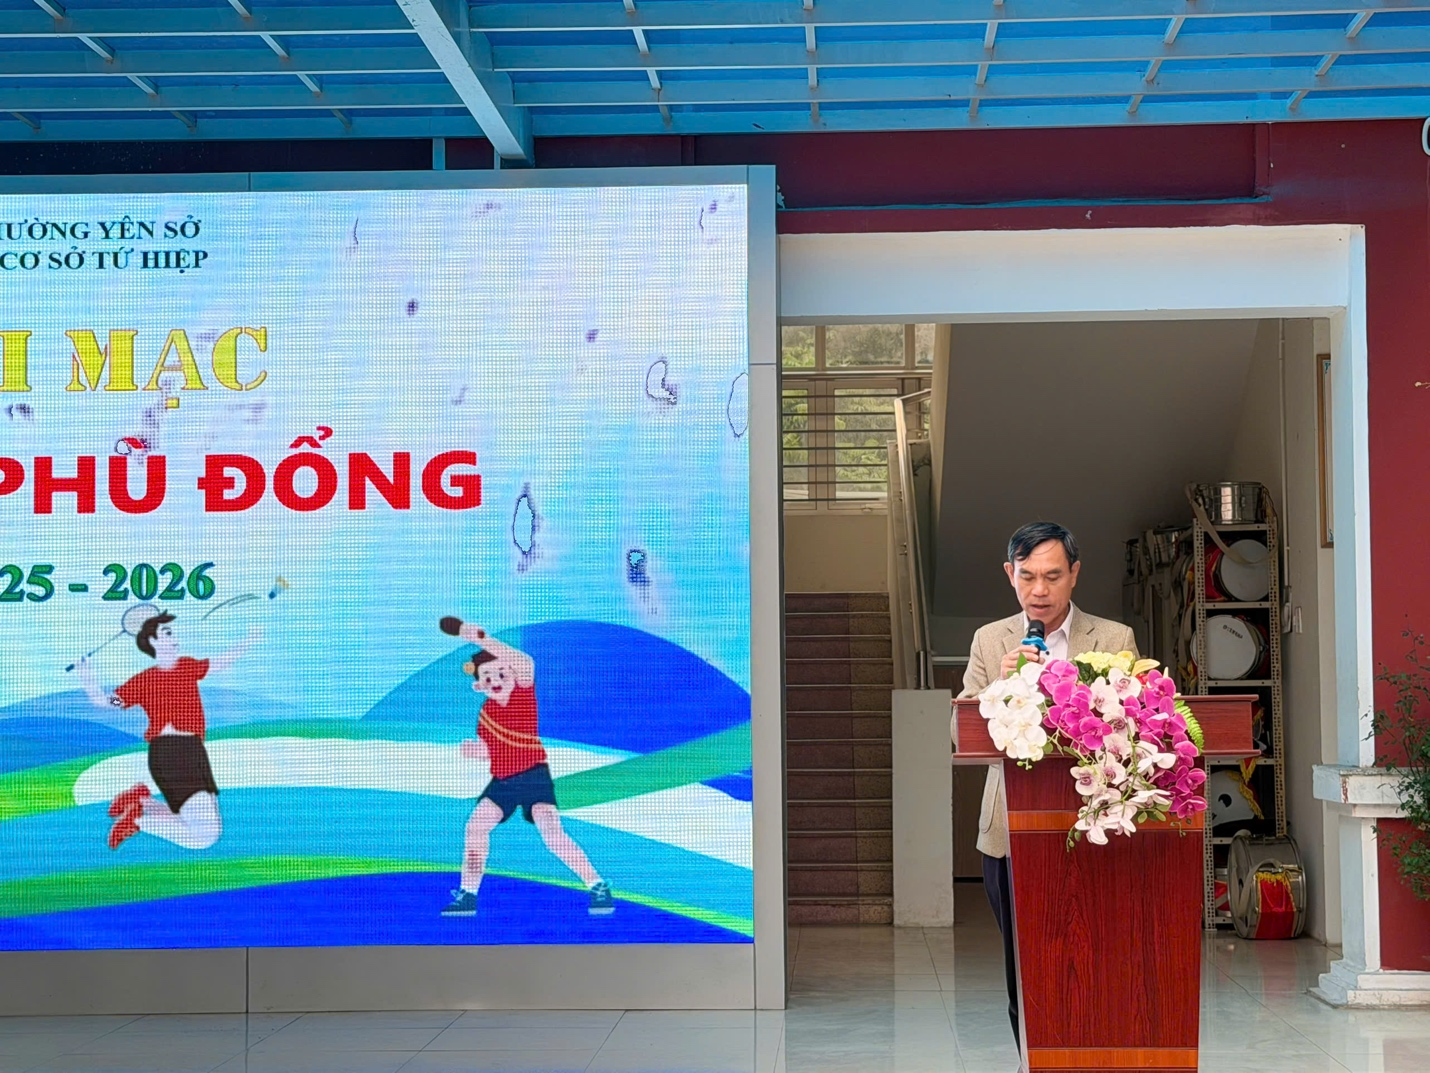 ƯỜNG YÊN SỞ
CƠ SỞ TỨ HIỆP
I MẠC
PHÙ ĐỔNG
25 - 2026